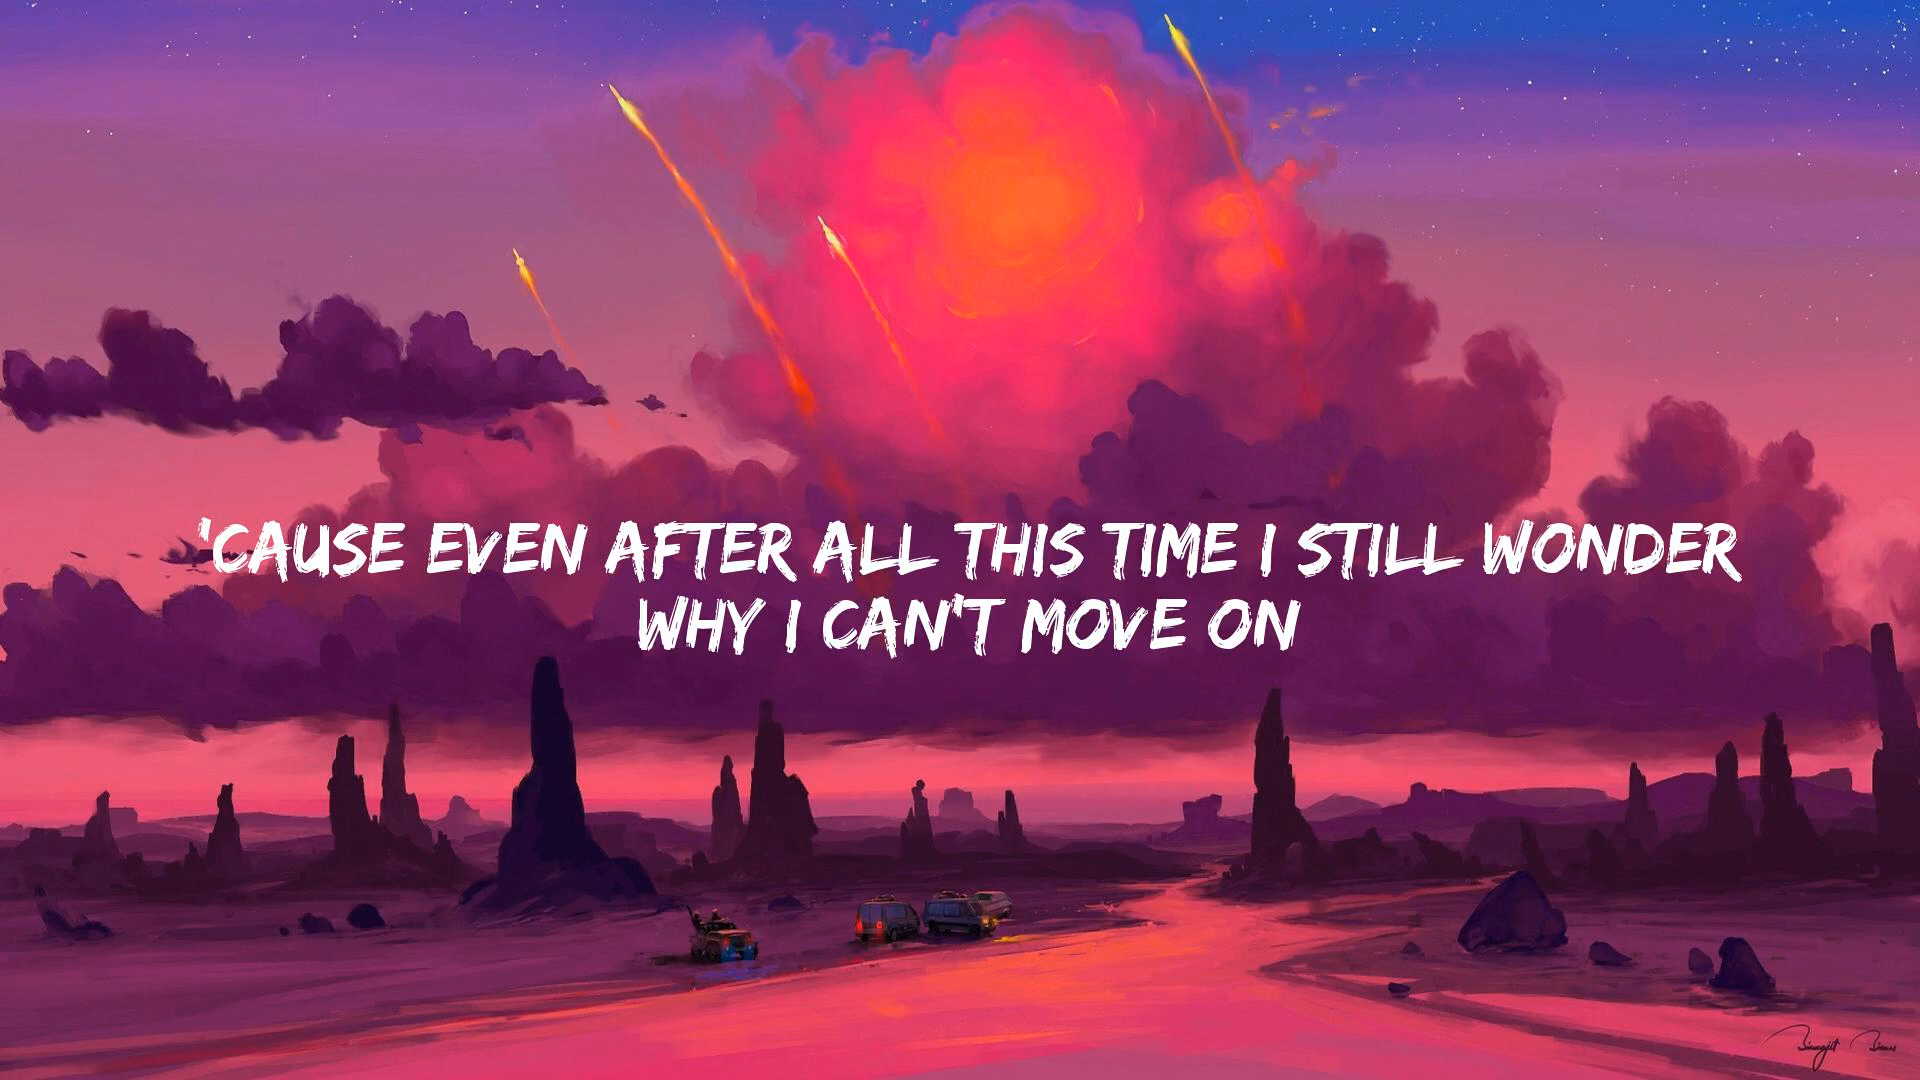 'CAUSE EVEN AFTER ALL THIS TIME I STILL WONDER
WHY I CAN'T MOVE ON